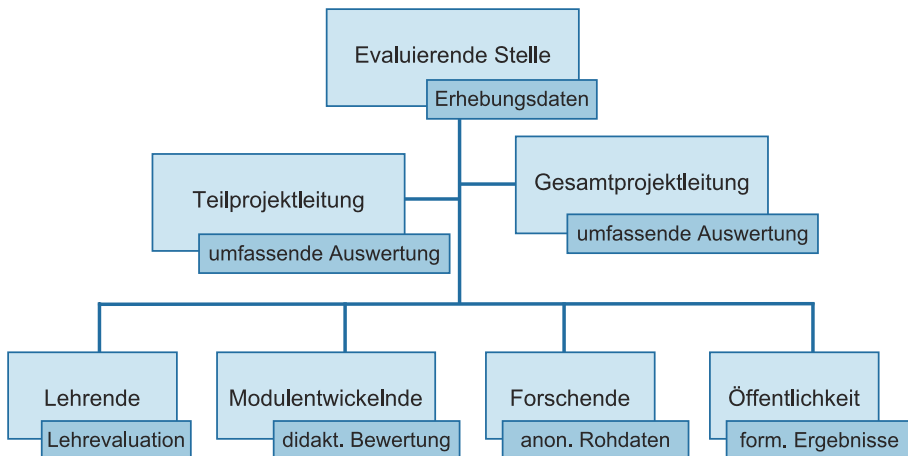 Evaluierende Stelle
Erhebungsdaten
Teilprojektleitung
umfassende Auswertung
Gesamtprojektleitung
umfassende Auswertung
Lehrende
Lehrevaluation
Modulentwickelnde
didakt. Bewertung
Forschende
anon. Rohdaten
Öffentlichkeit
form. Ergebnisse